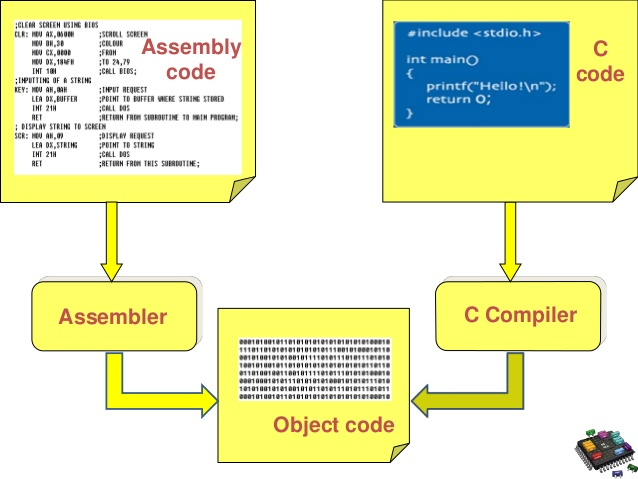 ;CLEAR SCREEN USING BIOS
CLR: MOV AX,0600H ;SCROLL SCREEN
MOV BH,30 ;COLOUR
MOV CX,0000 ;FROM
MOV DX,184FH ;TO 24,79
INT 10H ;CALL BIOS;
;INPUTTING OF A STRING
KEY: MOV AH,0AH ;INPUT REQUEST
LEA DX,BUFFER ;POINT TO BUFFER WHERE STRING STORED
INT 21H ;CALL DOS
RET ;RETURN FROM SUBROUTINE TO MAIN PROGRAM;
; DISPLAY STRING TO SCREEN
SCR: MOV AH,09 ;DISPLAY REQUEST
LEA DX,STRING ;POINT TO STRING
INT 21H ;CALL DOS
RET ;RETURN FROM THIS SUBROUTINE;
Assembly
code
#include <stdio.h>
int main()
{
printf("Hello!\n");
return 0;
}
C
code
Assembler
C Compiler
Object code